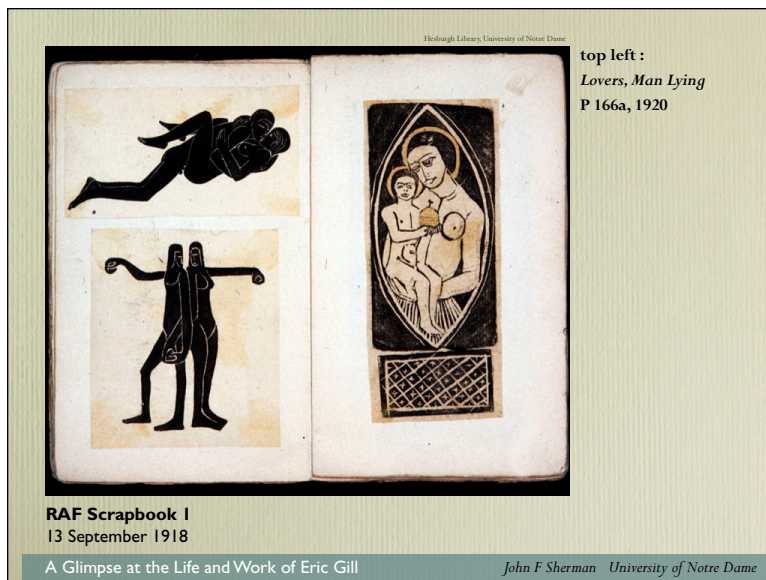 Hesburgh Library, University of Notre Dame
top left :
Lovers, Man Lying
P 166a, 1920
RAF Scrapbook 1
13 September 1918
A Glimpse at the Life and Work of Eric Gill
John F Sherman University of Notre Dame